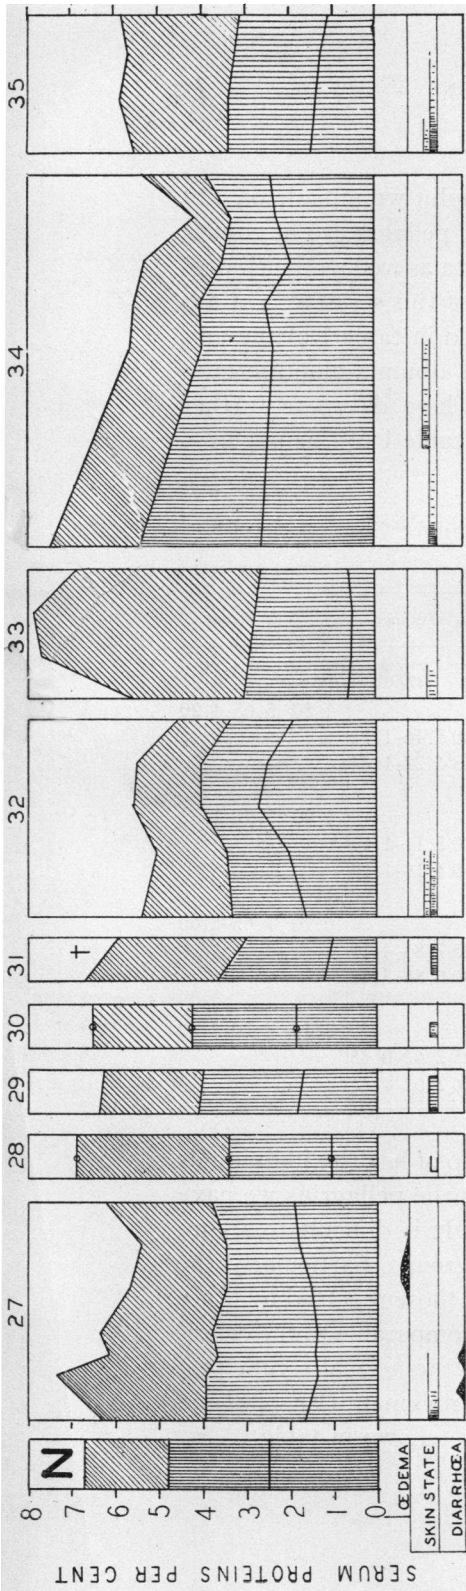 N 27 28 29 30 31 32 33 34 35
†
8
7
6
5
4
3
2
1
0
SERUM PROTEINS PER CENT
ŒDEMA
SKIN STATE
DIARRHŒA